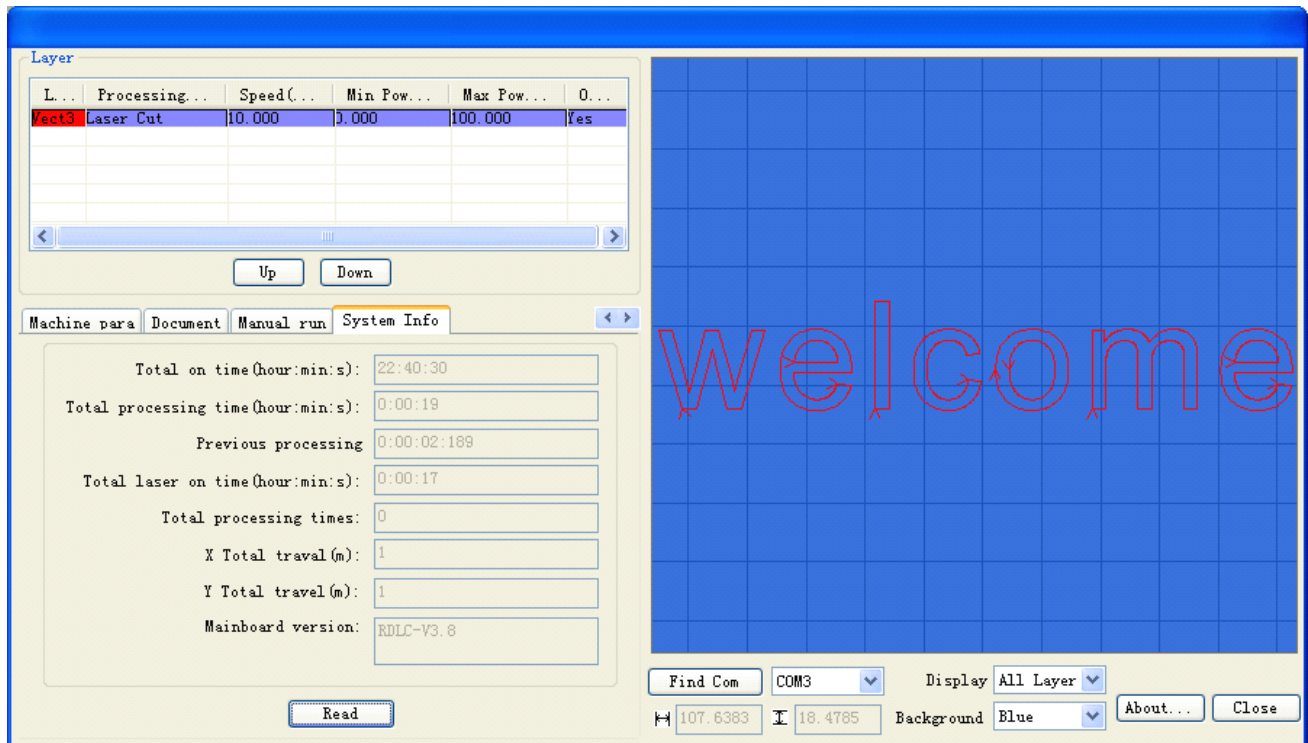 Layer
L... Processing... Speed(... Min Pow... Max Pow... O...
Vect3 Laser Cut 10.000 0.000 100.000 Yes
Up Down
Machine para Document Manual run System Info
Total on time(hour:min:s): 22:40:30
Total processing time(hour:min:s): 0:00:19
Previous processing 0:00:02:189
Total laser on time(hour:min:s): 0:00:17
Total processing times: 0
X Total traval(m): 1
Y Total travel(m): 1
Mainboard version: RDLC-V3.8
Read
welcome
Find Com COM3 Display All Layer
107.6383 18.4785 Background Blue About... Close